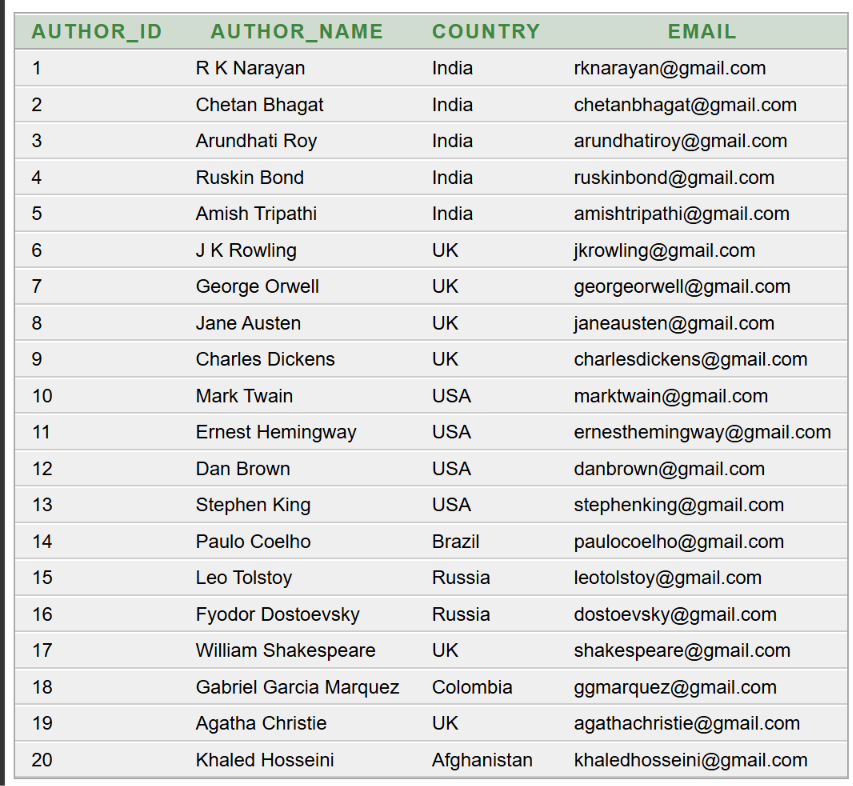 AUTHOR_ID AUTHOR_NAME COUNTRY EMAIL
1 R K Narayan India rknarayan@gmail.com
2 Chetan Bhagat India chetanbhagat@gmail.com
3 Arundhati Roy India arundhatiroy@gmail.com
4 Ruskin Bond India ruskinbond@gmail.com
5 Amish Tripathi India amishtripathi@gmail.com
6 J K Rowling UK jkrowling@gmail.com
7 George Orwell UK georgeorwell@gmail.com
8 Jane Austen UK janeausten@gmail.com
9 Charles Dickens UK charlesdickens@gmail.com
10 Mark Twain USA marktwain@gmail.com
11 Ernest Hemingway USA ernesthemingway@gmail.com
12 Dan Brown USA danbrown@gmail.com
13 Stephen King USA stephenking@gmail.com
14 Paulo Coelho Brazil paulocoelho@gmail.com
15 Leo Tolstoy Russia leotolstoy@gmail.com
16 Fyodor Dostoevsky Russia dostoevsky@gmail.com
17 William Shakespeare UK shakespeare@gmail.com
18 Gabriel Garcia Marquez Colombia ggmarquez@gmail.com
19 Agatha Christie UK agathachristie@gmail.com
20 Khaled Hosseini Afghanistan khaledhosseini@gmail.com